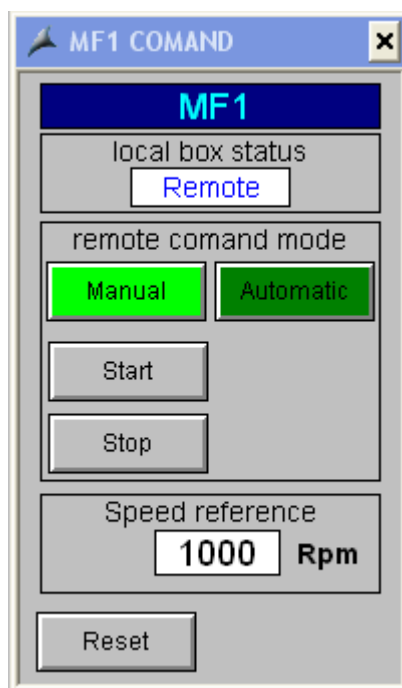 MF1 COMAND
MF1
local box status
Remote
remote comand mode
Manual Automatic
Start
Stop
Speed reference
1000 Rpm
Reset